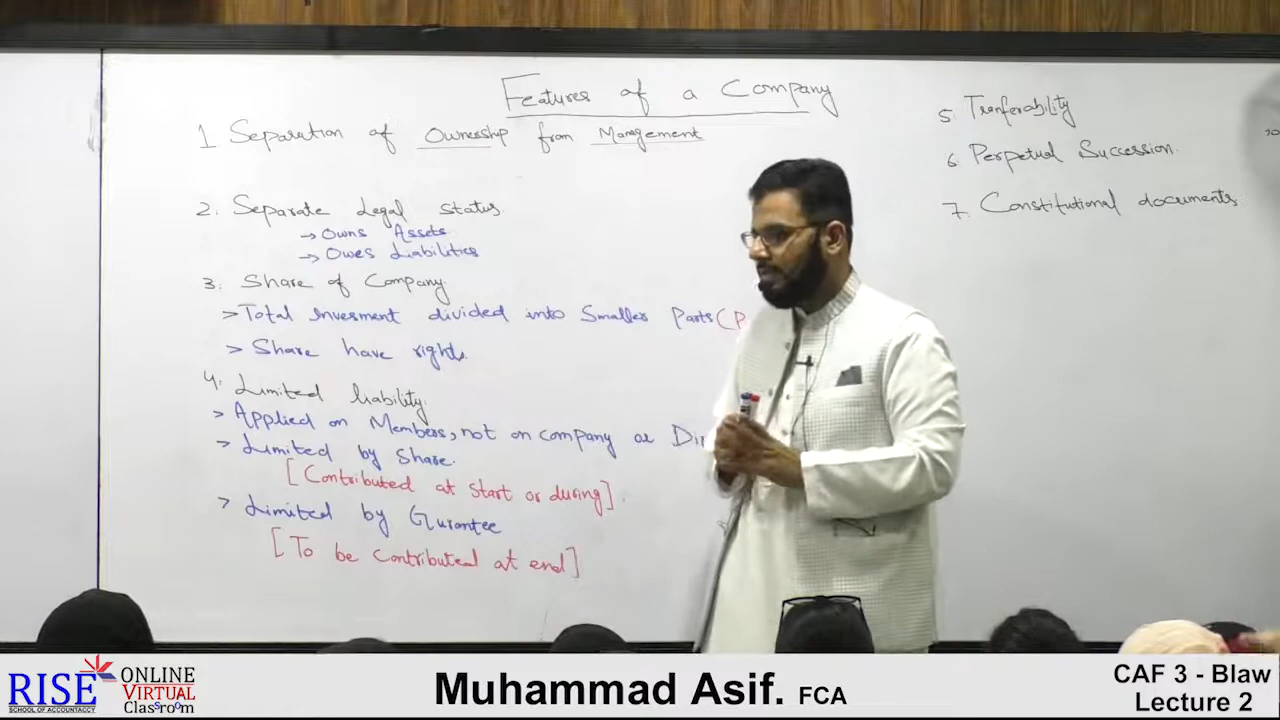 Features of a Company
1 Separation of Ownership from Management
2. Separate Legal Status
→ Owns Assets
→ Owes Liabilities
3. Share of Company
> Total Invesment divided into Smaller Parts (P
> Share have rights
4. Limited liability
> Applied on Members, not on company or Dir
> Limited by Share.
[Contributed at Start or during]
> Limited by Gurantee
[To be Contributed at end]
5. Tranferability
6. Perpetual Succession
7. Constitutional documents
RISE
SCHOOL OF ACCOUNTANCY
ONLINE
VIRTUAL
Classroom
Muhammad Asif. FCA
CAF 3 - Blaw
Lecture 2